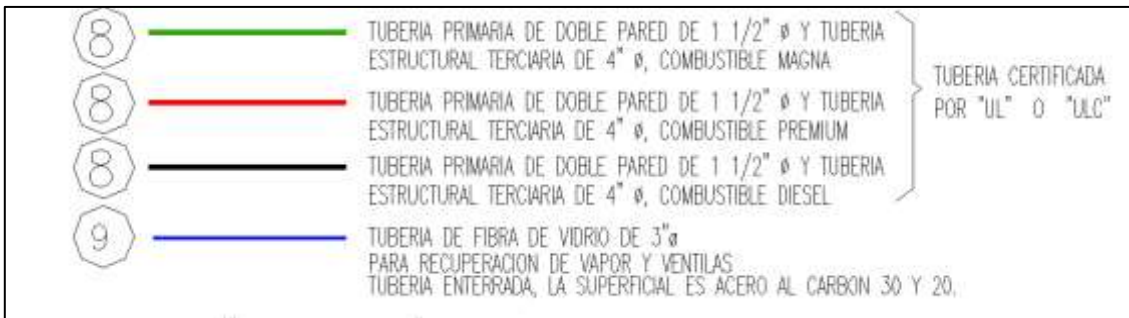 8 TUBERIA PRIMARIA DE DOBLE PARED DE 1 1/2" ø Y TUBERIA
ESTRUCTURAL TERCIARIA DE 4" ø, COMBUSTIBLE MAGNA
8 TUBERIA PRIMARIA DE DOBLE PARED DE 1 1/2" ø Y TUBERIA
ESTRUCTURAL TERCIARIA DE 4" ø, COMBUSTIBLE PREMIUM
8 TUBERIA PRIMARIA DE DOBLE PARED DE 1 1/2" ø Y TUBERIA
ESTRUCTURAL TERCIARIA DE 4" ø, COMBUSTIBLE DIESEL
TUBERIA CERTIFICADA
POR "UL" O "ULC"
9 TUBERIA DE FIBRA DE VIDRIO DE 3"ø
PARA RECUPERACION DE VAPOR Y VENTILAS
TUBERIA ENTERRADA, LA SUPERFICIAL ES ACERO AL CARBON 30 Y 20.